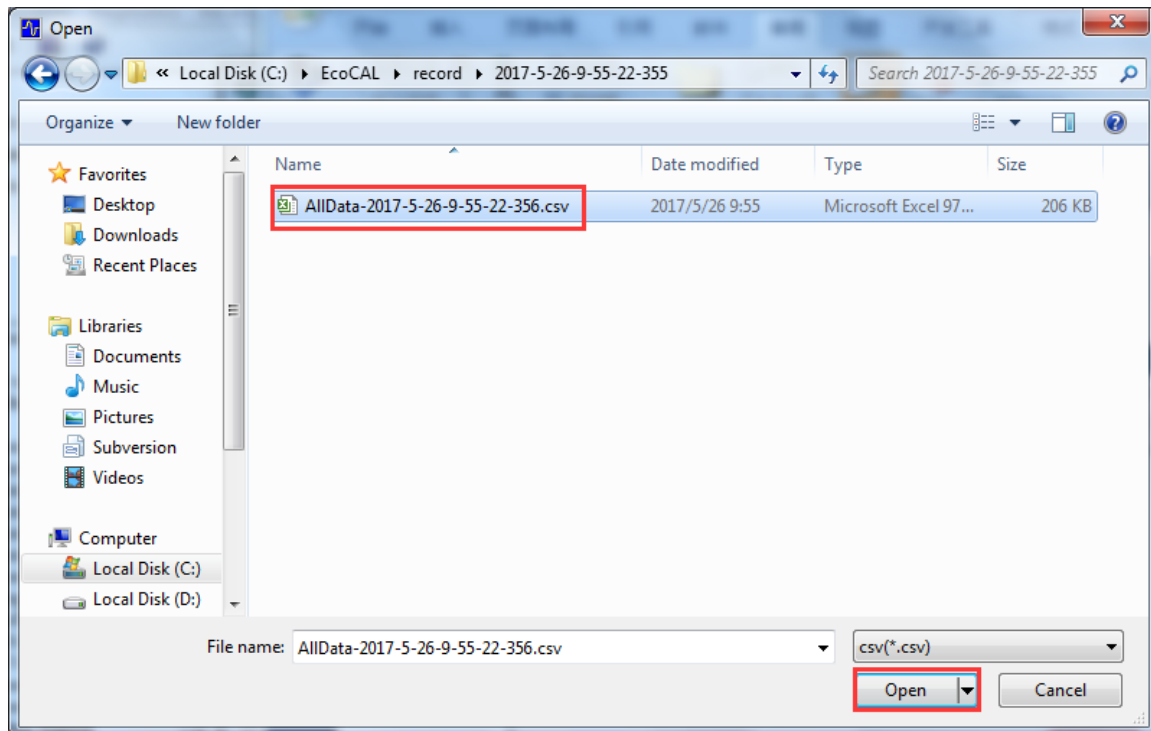 Open
« Local Disk (C:) EcoCAL record 2017-5-26-9-55-22-355 Search 2017-5-26-9-55-22-355
Organize New folder
Name Date modified Type Size
AllData-2017-5-26-9-55-22-356.csv 2017/5/26 9:55 Microsoft Excel 97... 206 KB
Favorites
Desktop
Downloads
Recent Places
Libraries
Documents
Music
Pictures
Subversion
Videos
Computer
Local Disk (C:)
Local Disk (D:)
File name: AllData-2017-5-26-9-55-22-356.csv csv(*.csv)
Open Cancel